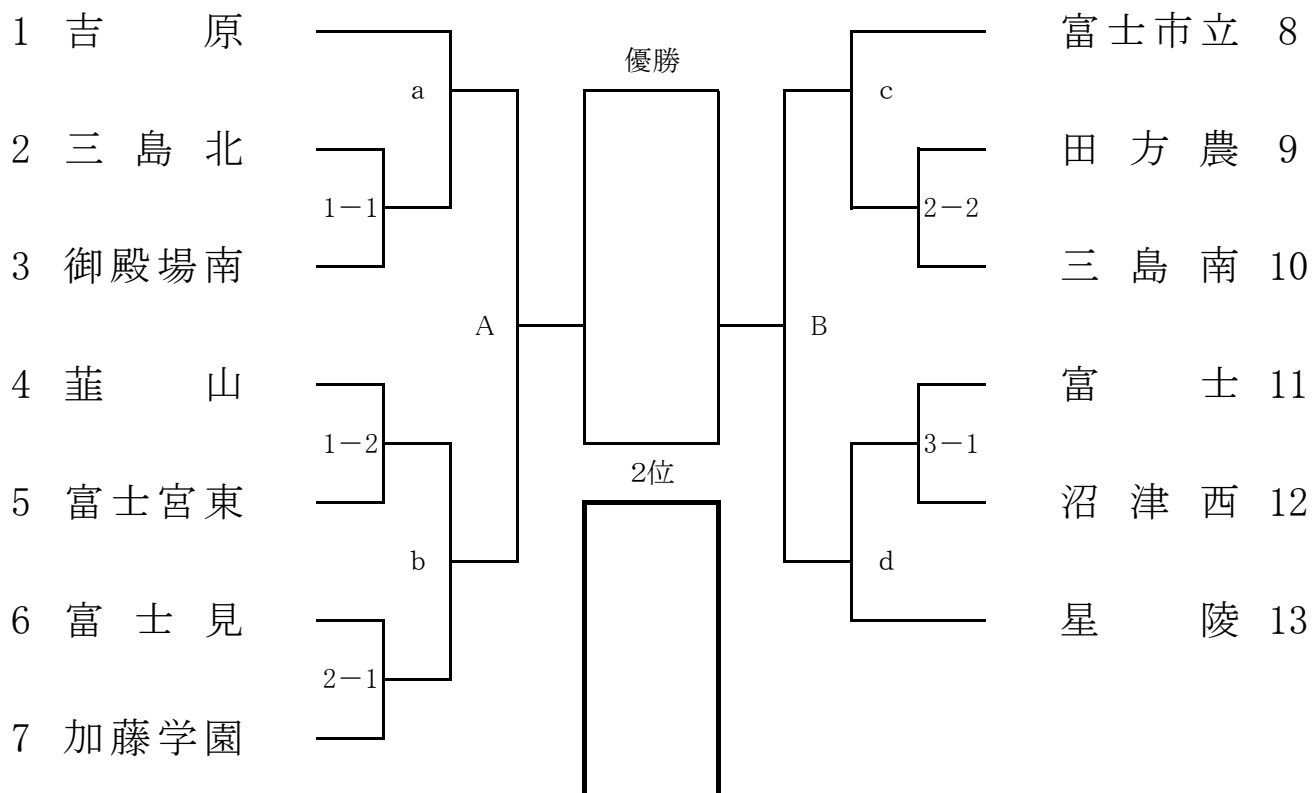 1 吉原
富士市立 8
優勝
a
c
2 三島北
田方農 9
1－1
2－2
3 御殿場南
三島南 10
A
B
4 韮山
富士 11
1－2
3－1
2位
5 富士宮東
沼津西 12
b
d
6 富士見
星陵 13
2－1
7 加藤学園